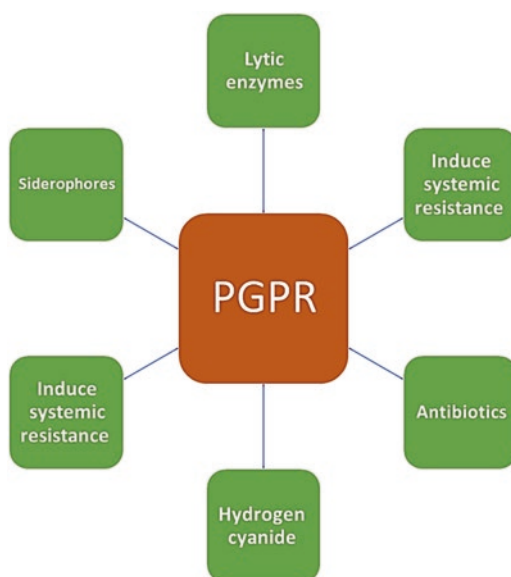 Lytic
enzymes
Siderophores
Induce
systemic
resistance
PGPR
Induce
systemic
resistance
Antibiotics
Hydrogen
cyanide